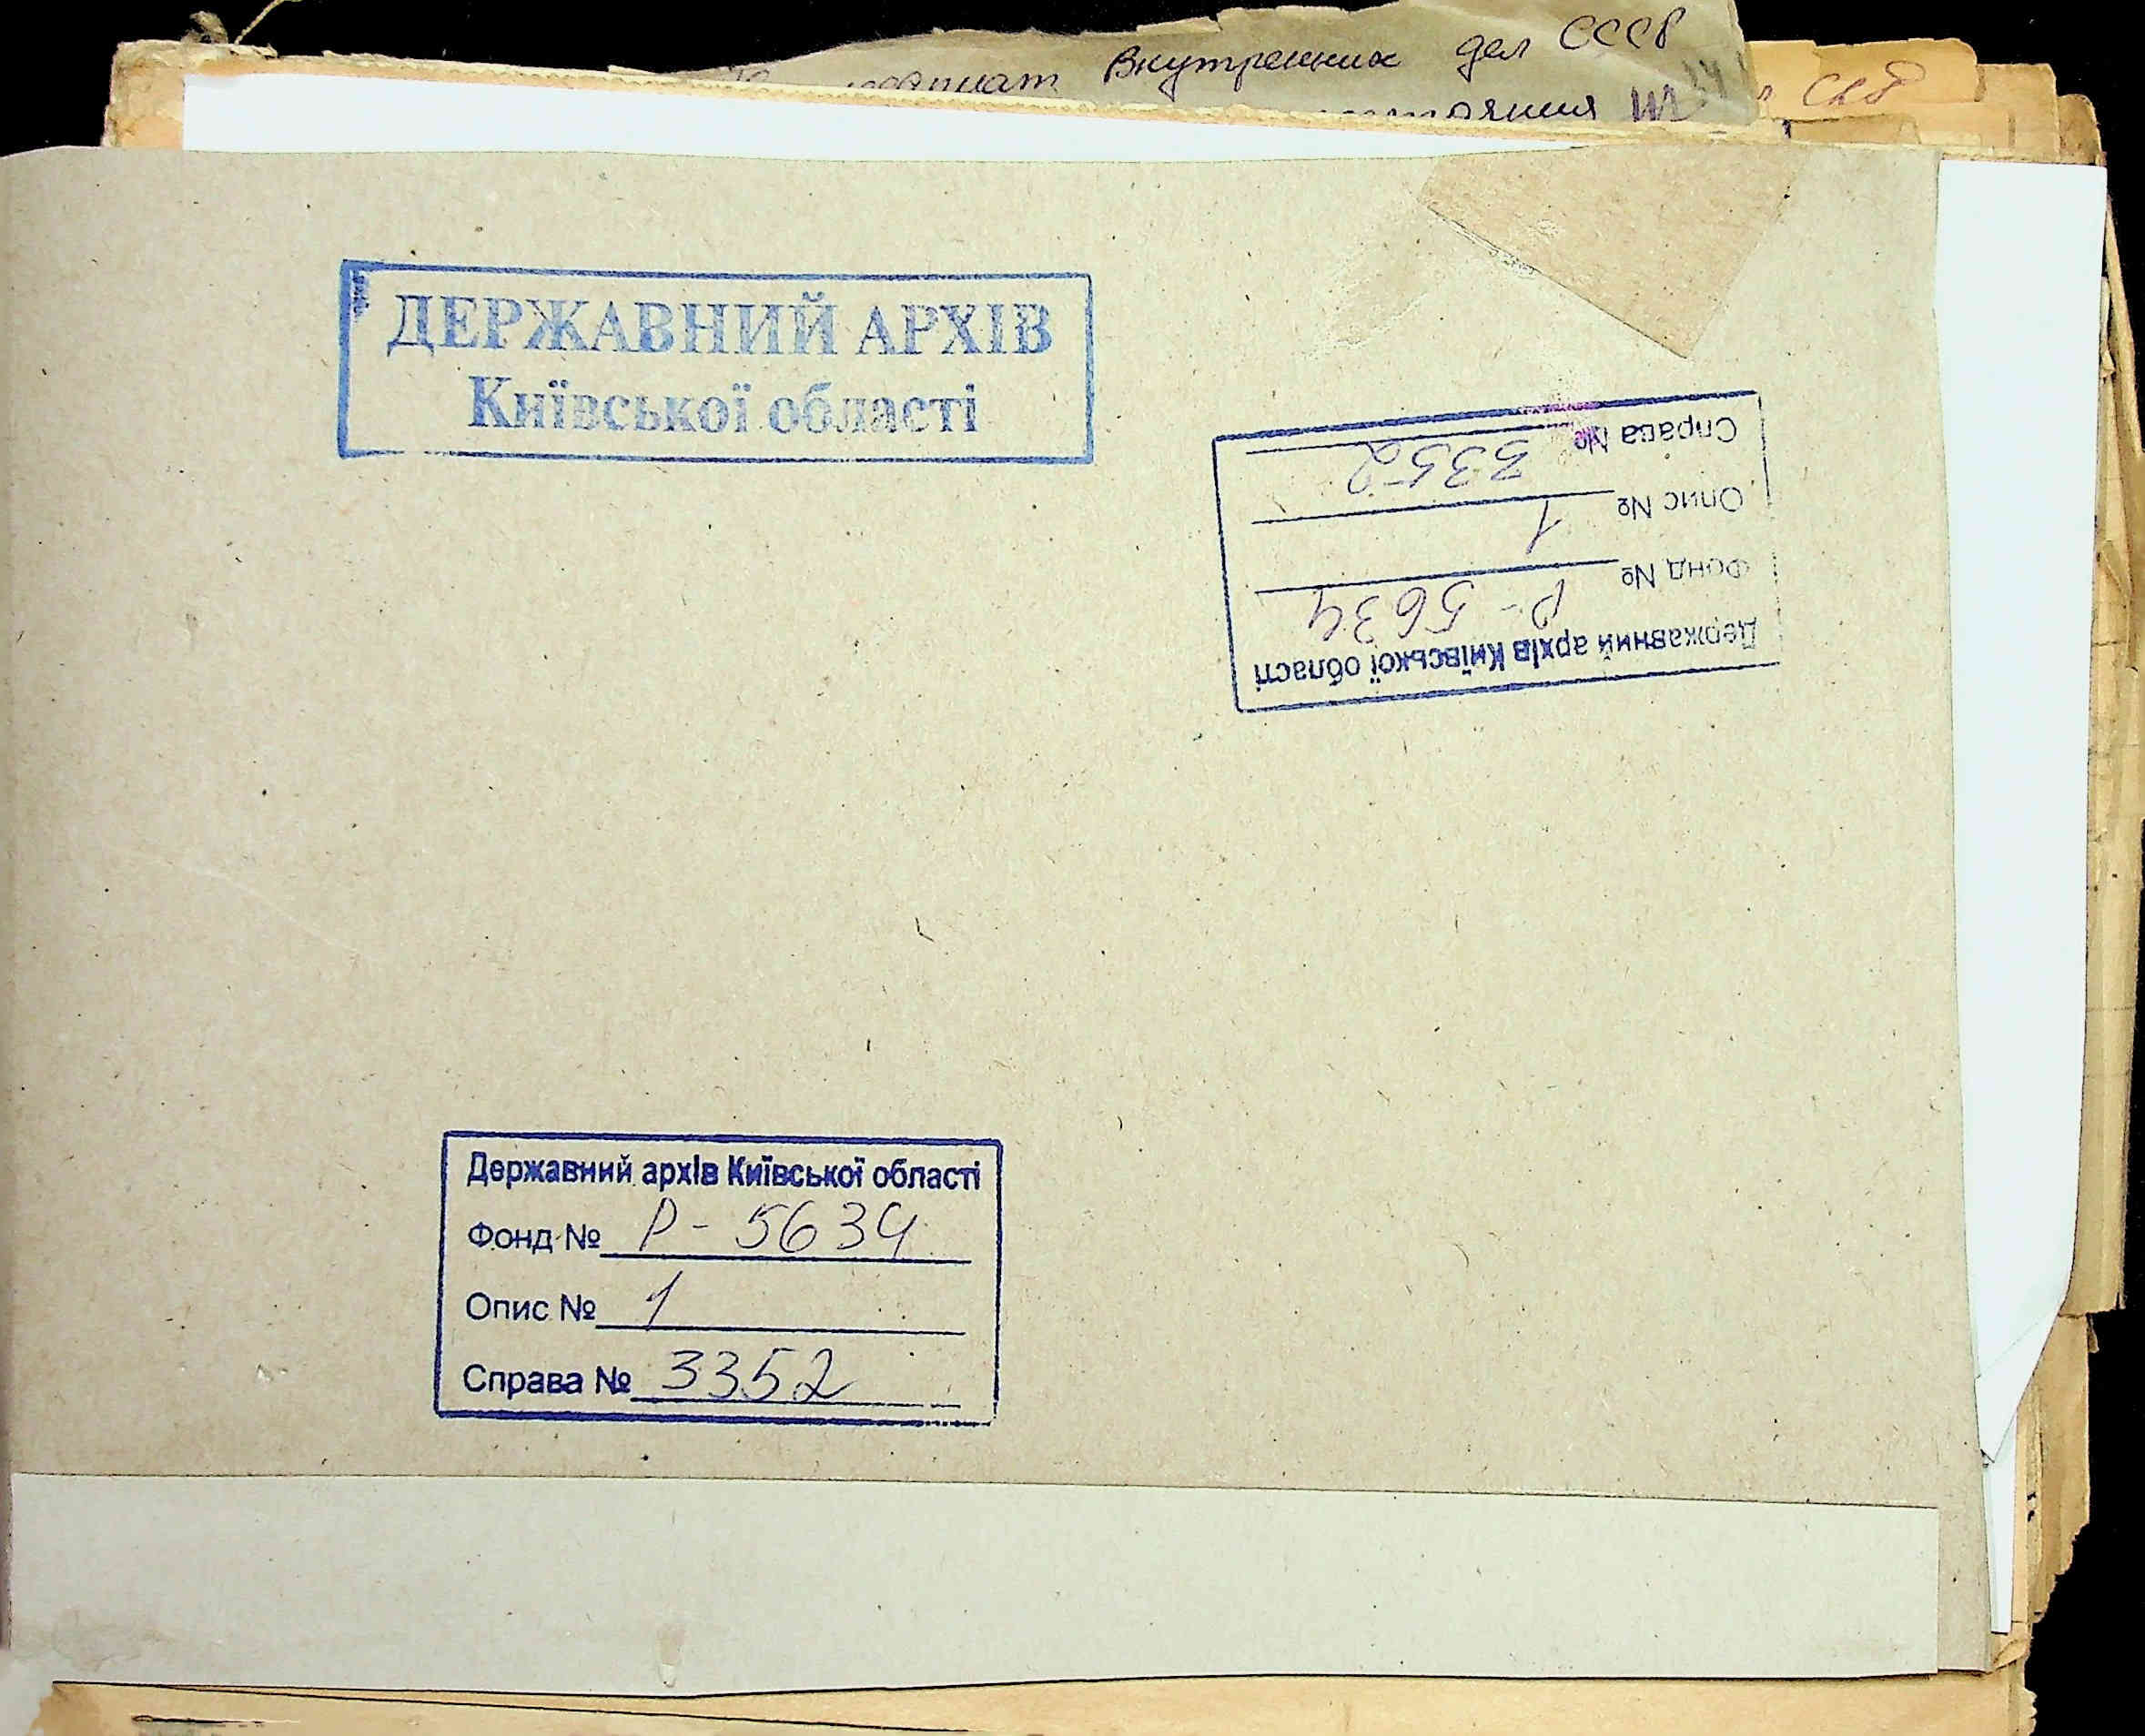 Внутренних дел СССР
ДЕРЖАВНИЙ АРХІВ
Київської області
Державний архів Київської області
Фонд № Р-5634
Опис № 1
Справа № 3352
Державний архів Київської області
Фонд № Р-5634
Опис № 1
Справа № 3352